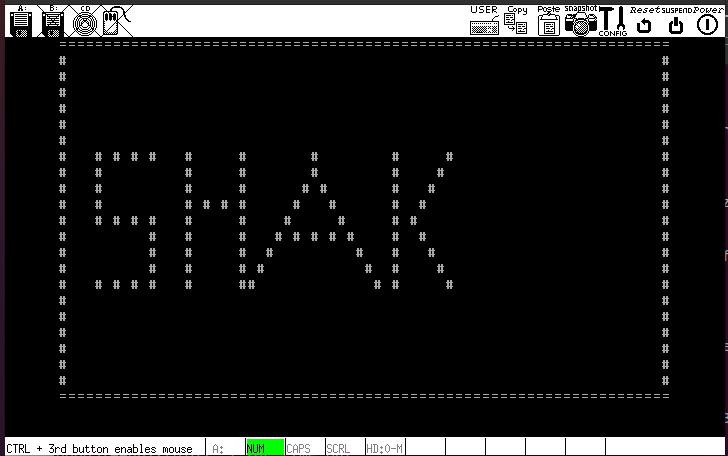 A: B: CD USER Copy Paste Snapshot CONFIG Reset SUSPEND Power
SHAK
CTRL + 3rd button enables mouse A: NUM CAPS SCRL HD:0-M